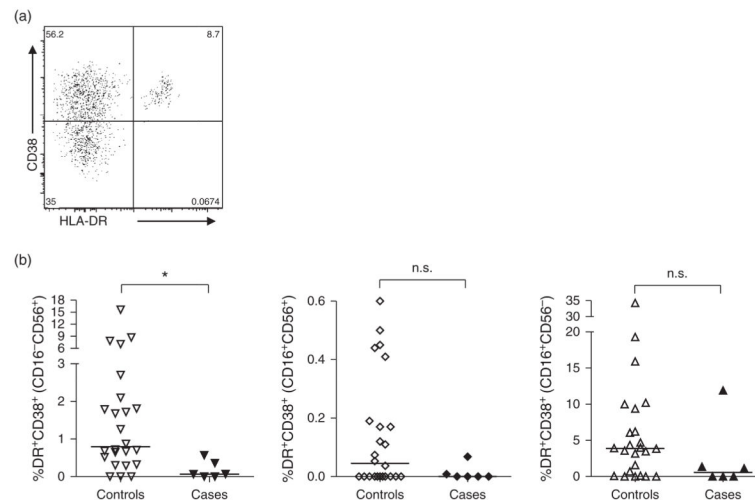 (a)
56.2
8.7
CD38
35
0.0674
HLA-DR
(b)
*
n.s.
n.s.
%DR⁺CD38⁺ (CD16⁻CD56⁺)
18
15
12
9
6
3
2
1
0
Controls
Cases
%DR⁺CD38⁺ (CD16⁺CD56⁺)
0.6
0.4
0.2
0.0
Controls
Cases
%DR⁺CD38⁺ (CD16⁺CD56⁻)
35
30
20
15
10
5
0
Controls
Cases